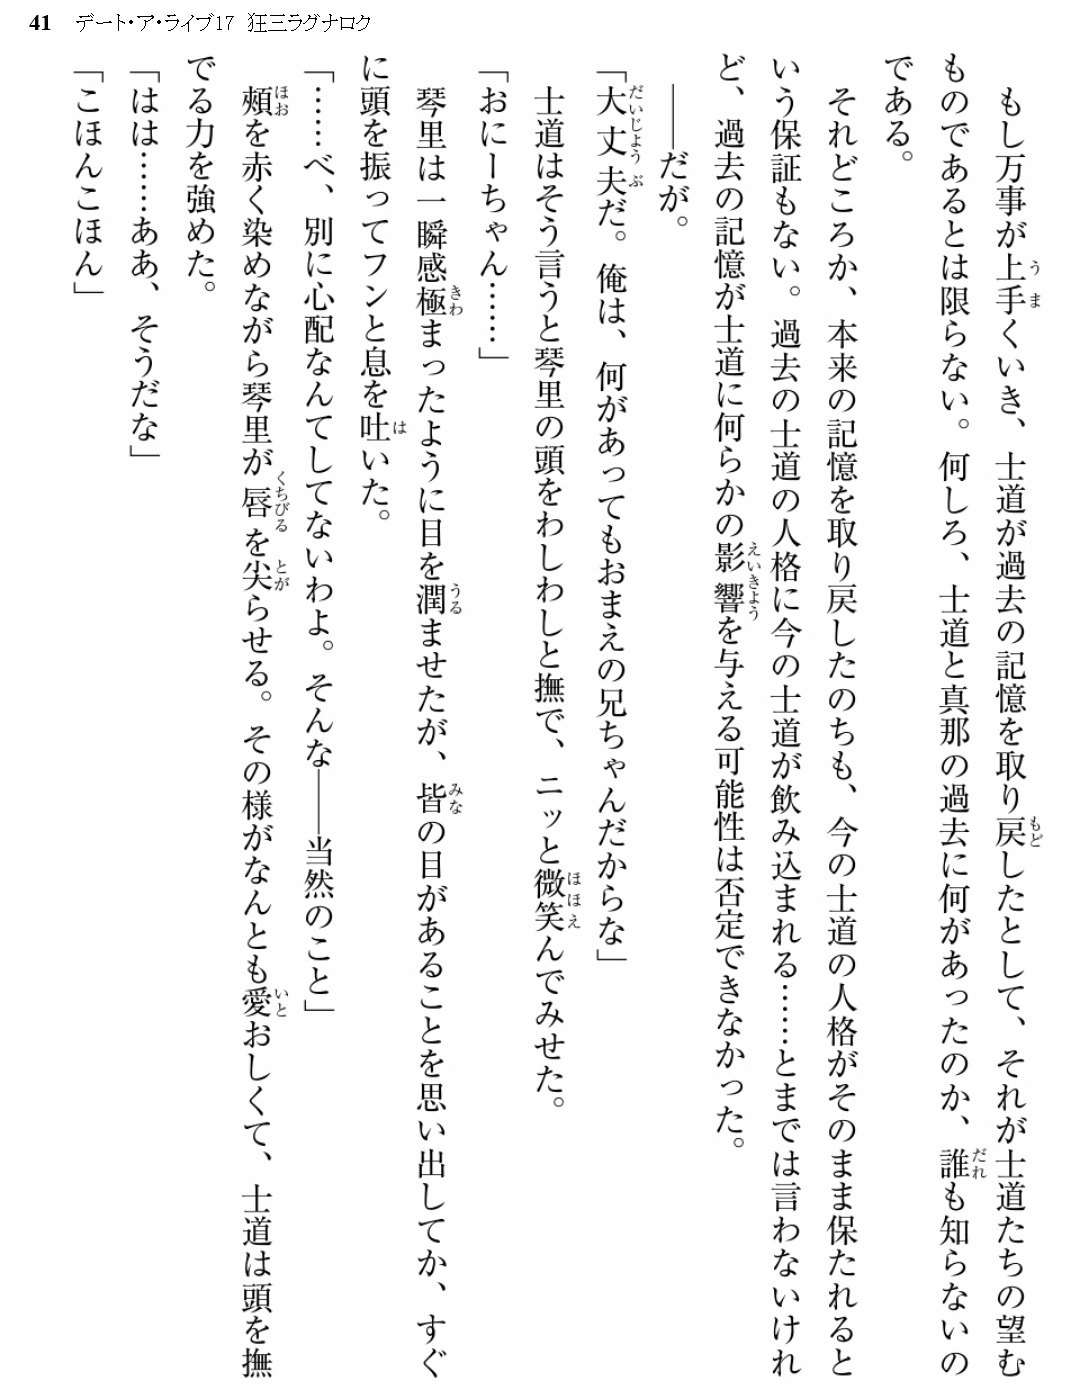 41 デート・ア・ライブ17 狂三ラグナロク
もし万事が上手くいき、士道が過去の記憶を取り戻したとして、それが士道たちの望む
ものであるとは限らない。何しろ、士道と真那の過去に何があったのか、誰も知らないの
である。
それどころか、本来の記憶を取り戻したのちも、今の士道の人格がそのまま保たれると
いう保証もない。過去の士道の人格に今の士道が飲み込まれる……とまでは言わないけれ
ど、過去の記憶が士道に何らかの影響を与える可能性は否定できなかった。
――だが。
「大丈夫だ。俺は、何があってもおまえの兄ちゃんだからな」
士道はそう言うと琴里の頭をわしわしと撫で、ニッと微笑んでみせた。
「おにーちゃん……」
琴里は一瞬感極まったように目を潤ませたが、皆の目があることを思い出してか、すぐ
に頭を振ってフンと息を吐いた。
「……べ、別に心配なんてしてないわよ。そんな――当然のこと」
頰を赤く染めながら琴里が唇を尖らせる。その様がなんとも愛おしくて、士道は頭を撫
でる力を強めた。
「はは……ああ、そうだな」
「こほんこほん」